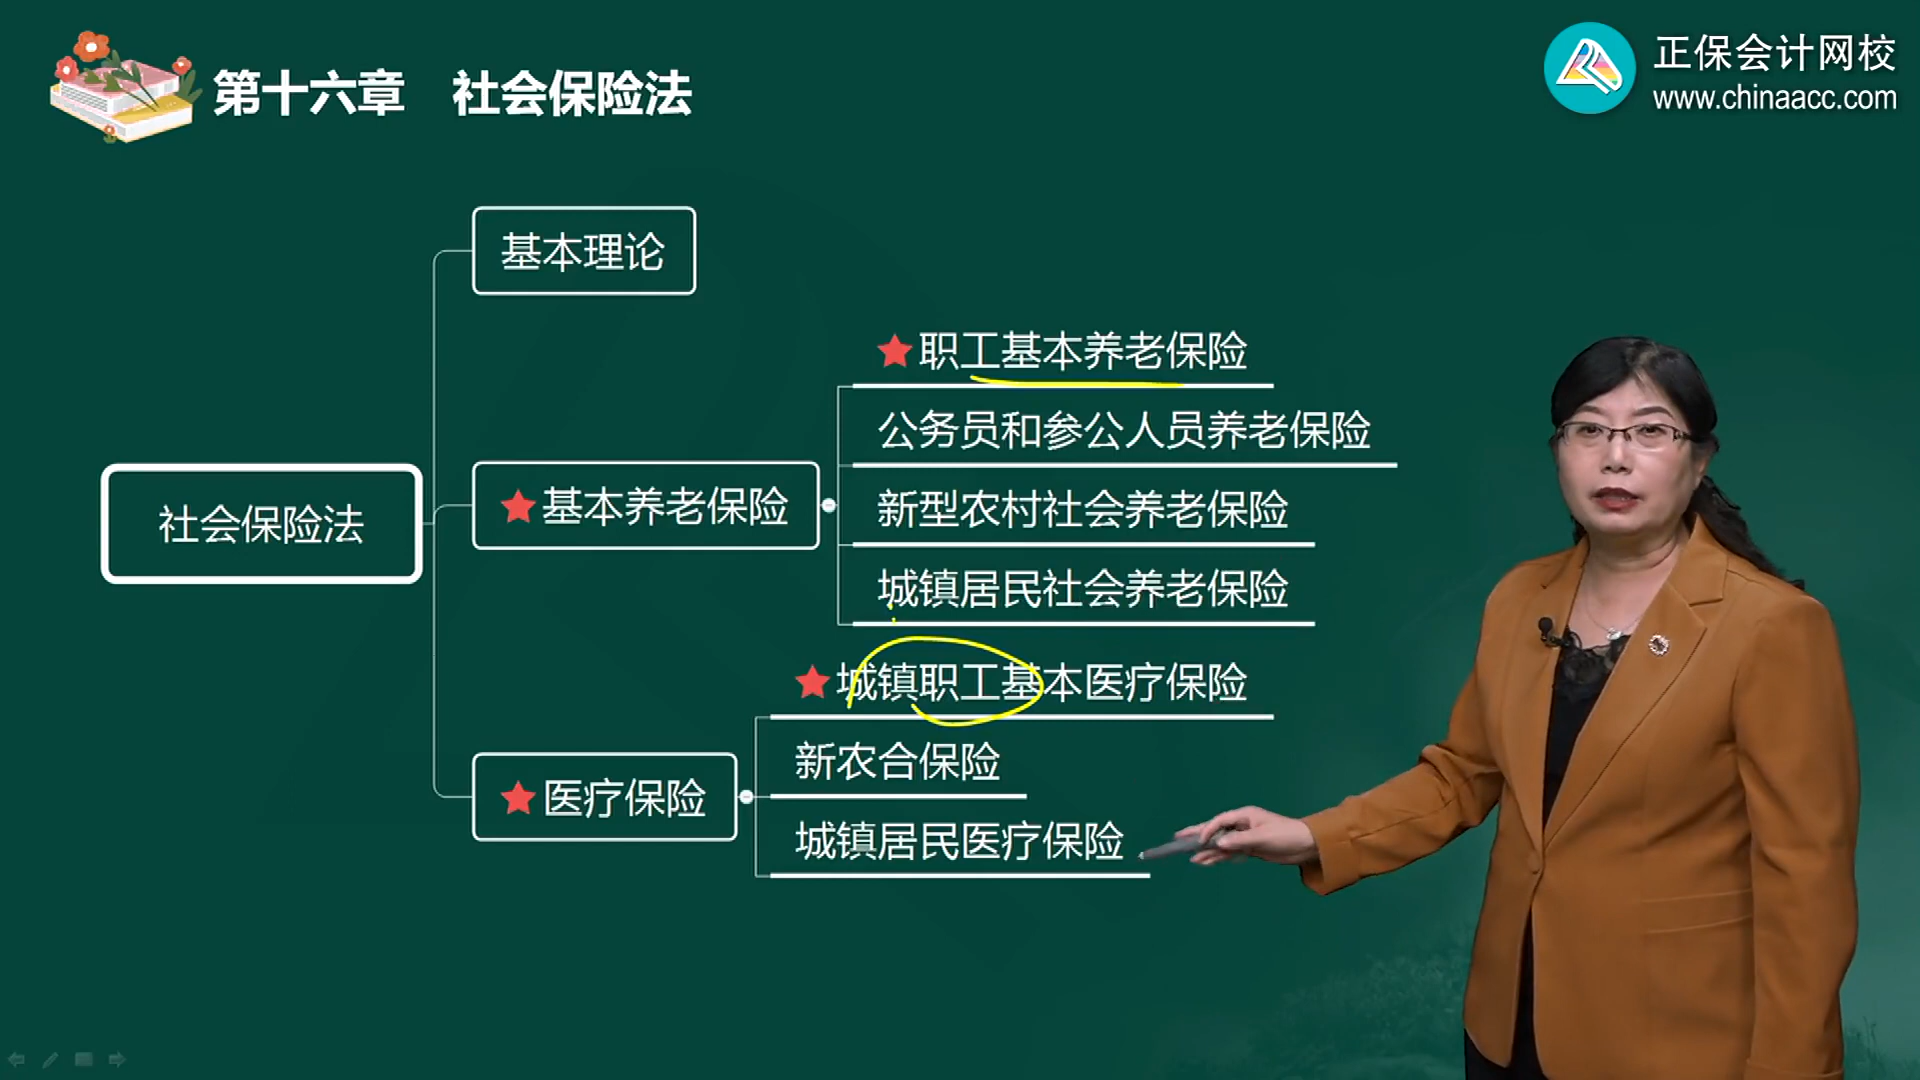 第十六章 社会保险法
正保会计网校
www.chinaacc.com
基本理论
职工基本养老保险
公务员和参公人员养老保险
基本养老保险
新型农村社会养老保险
社会保险法
城镇居民社会养老保险
城镇职工基本医疗保险
新农合保险
医疗保险
城镇居民医疗保险